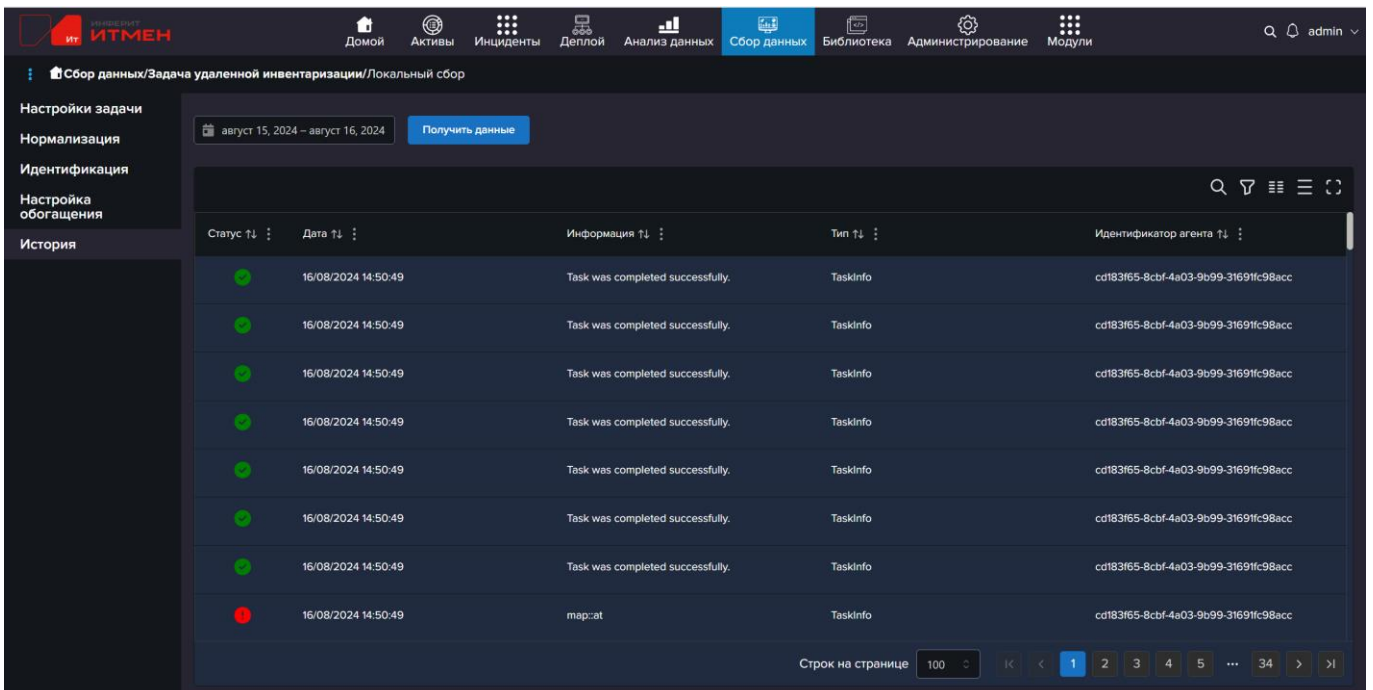 ИНФЕРИТ
ИТМЕН
Ит
Домой Активы Инциденты Деплой Анализ данных Сбор данных Библиотека Администрирование Модули admin
Сбор данных/Задача удаленной инвентаризации/Локальный сбор
Настройки задачи
Нормализация
Идентификация
Настройка
обогащения
История
август 15, 2024 – август 16, 2024 Получить данные
Статус Дата Информация Тип Идентификатор агента
16/08/2024 14:50:49 Task was completed successfully. TaskInfo cd183f65-8cbf-4a03-9b99-31691fc98acc
16/08/2024 14:50:49 Task was completed successfully. TaskInfo cd183f65-8cbf-4a03-9b99-31691fc98acc
16/08/2024 14:50:49 Task was completed successfully. TaskInfo cd183f65-8cbf-4a03-9b99-31691fc98acc
16/08/2024 14:50:49 Task was completed successfully. TaskInfo cd183f65-8cbf-4a03-9b99-31691fc98acc
16/08/2024 14:50:49 Task was completed successfully. TaskInfo cd183f65-8cbf-4a03-9b99-31691fc98acc
16/08/2024 14:50:49 Task was completed successfully. TaskInfo cd183f65-8cbf-4a03-9b99-31691fc98acc
16/08/2024 14:50:49 Task was completed successfully. TaskInfo cd183f65-8cbf-4a03-9b99-31691fc98acc
16/08/2024 14:50:49 map::at TaskInfo cd183f65-8cbf-4a03-9b99-31691fc98acc
Строк на странице 100 1 2 3 4 5 ... 34